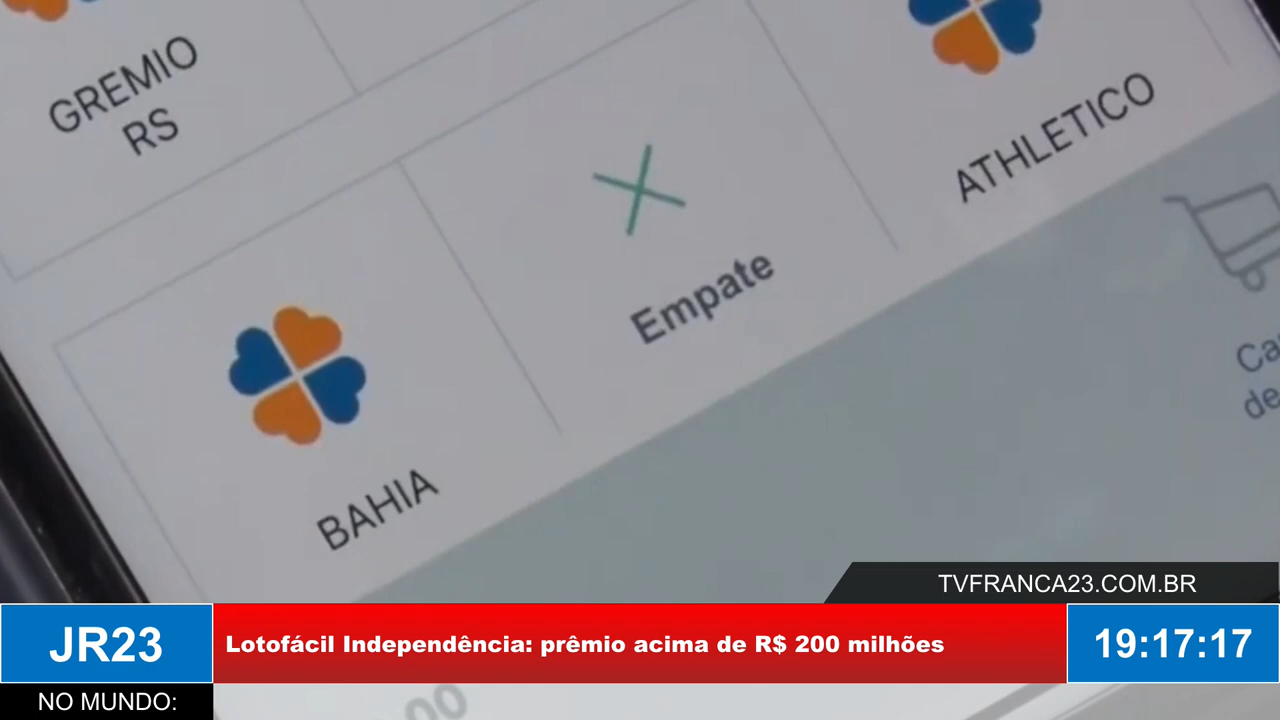 GREMIO
RS
ATHLETICO
Empate
BAHIA
TVFRANCA23.COM.BR
JR23
Lotofácil Independência: prêmio acima de R$ 200 milhões
19:17:17
NO MUNDO: